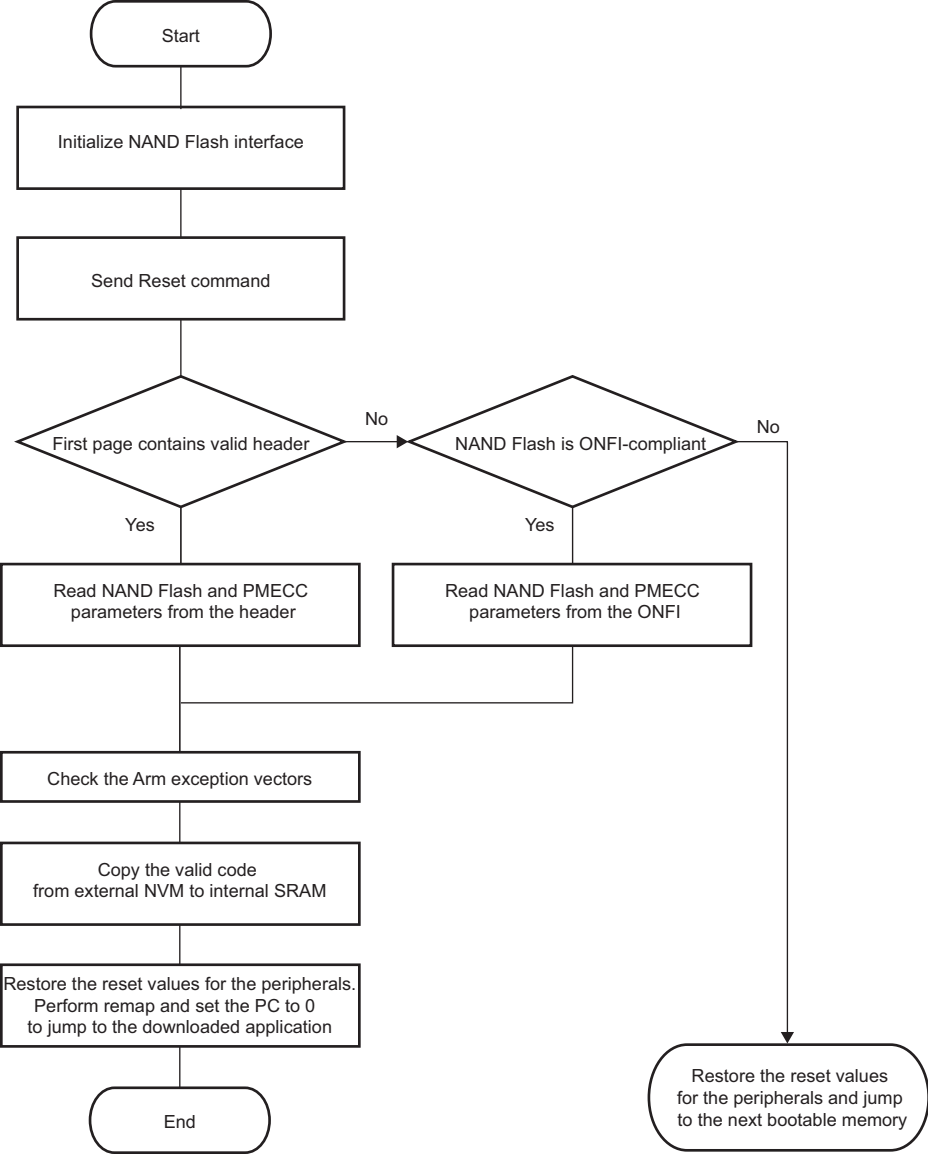 Start
Initialize NAND Flash interface
Send Reset command
First page contains valid header
No
NAND Flash is ONFI-compliant
No
Yes
Yes
Read NAND Flash and PMECC
parameters from the header
Read NAND Flash and PMECC
parameters from the ONFI
Check the Arm exception vectors
Copy the valid code
from external NVM to internal SRAM
Restore the reset values for the peripherals.
Perform remap and set the PC to 0
to jump to the downloaded application
End
Restore the reset values
for the peripherals and jump
to the next bootable memory